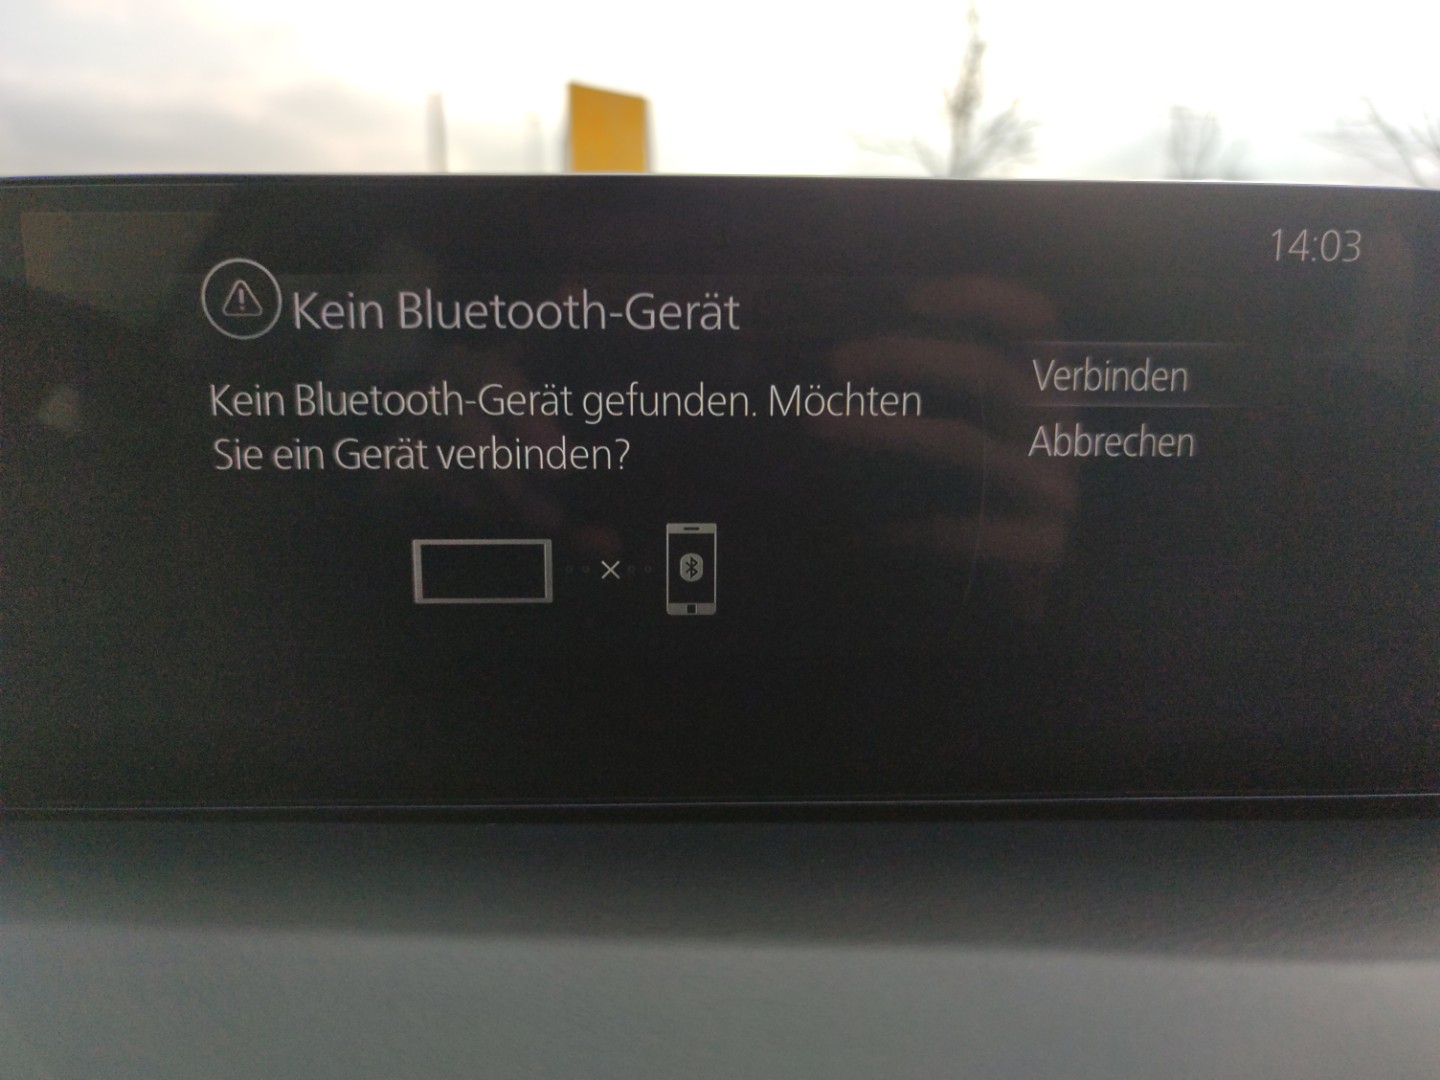 14:03
Kein Bluetooth-Gerät
Kein Bluetooth-Gerät gefunden. Möchten
Sie ein Gerät verbinden?
Verbinden
Abbrechen